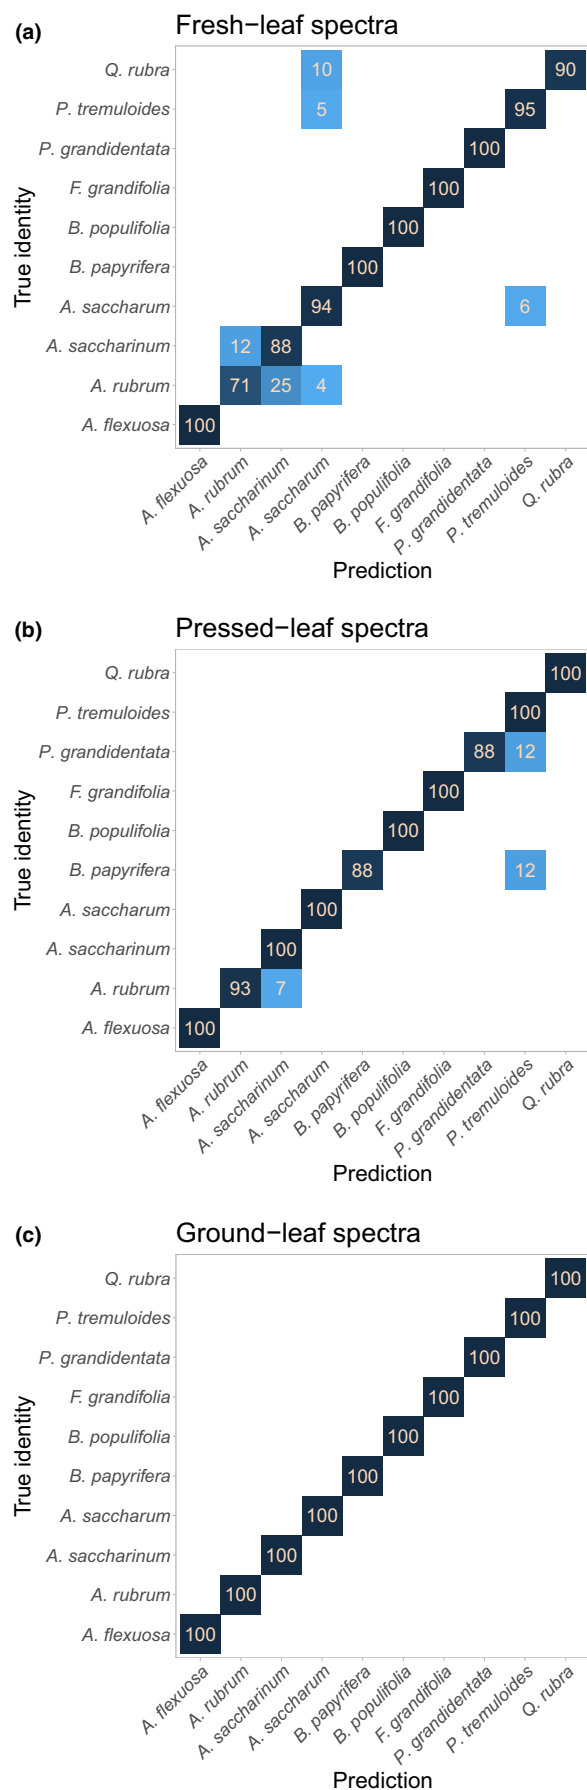 (a) Fresh−leaf spectra
Q. rubra 10 90
P. tremuloides 5 95
P. grandidentata 100
F. grandifolia 100
B. populifolia 100
B. papyrifera 100
A. saccharum 94 6
A. saccharinum 12 88
A. rubrum 71 25 4
A. flexuosa 100
True identity
A. flexuosa
A. rubrum
A. saccharinum
A. saccharum
B. papyrifera
B. populifolia
F. grandifolia
P. grandidentata
P. tremuloides
Q. rubra
Prediction
(b) Pressed−leaf spectra
Q. rubra 100
P. tremuloides 100
P. grandidentata 88 12
F. grandifolia 100
B. populifolia 100
B. papyrifera 88 12
A. saccharum 100
A. saccharinum 100
A. rubrum 93 7
A. flexuosa 100
True identity
A. flexuosa
A. rubrum
A. saccharinum
A. saccharum
B. papyrifera
B. populifolia
F. grandifolia
P. grandidentata
P. tremuloides
Q. rubra
Prediction
(c) Ground−leaf spectra
Q. rubra 100
P. tremuloides 100
P. grandidentata 100
F. grandifolia 100
B. populifolia 100
B. papyrifera 100
A. saccharum 100
A. saccharinum 100
A. rubrum 100
A. flexuosa 100
True identity
A. flexuosa
A. rubrum
A. saccharinum
A. saccharum
B. papyrifera
B. populifolia
F. grandifolia
P. grandidentata
P. tremuloides
Q. rubra
Prediction